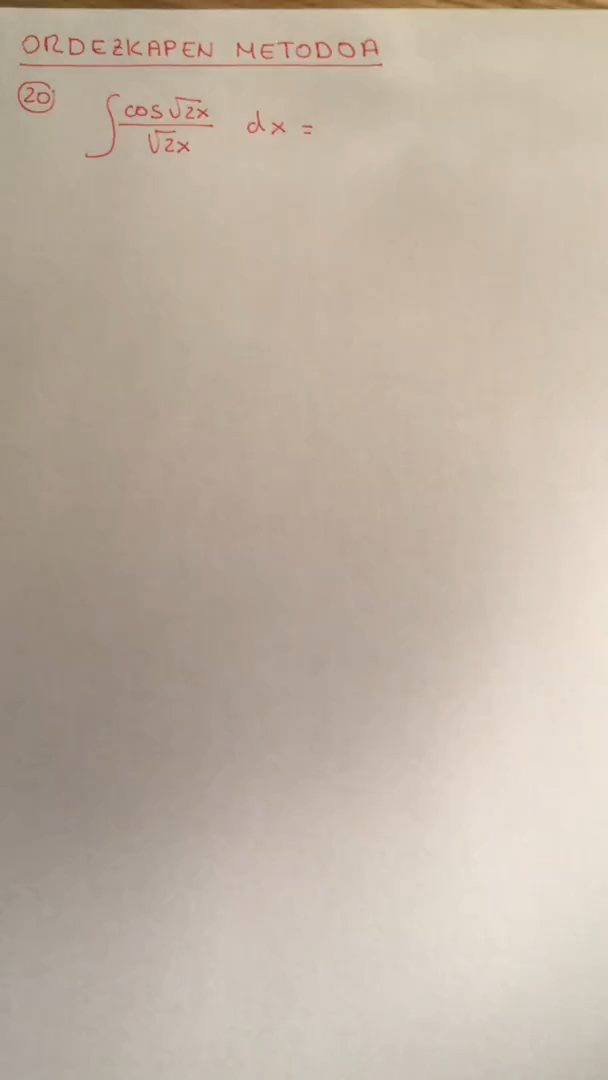 ORDEZKAPEN METODOA
20) ∫ cos√2x / √2x dx =